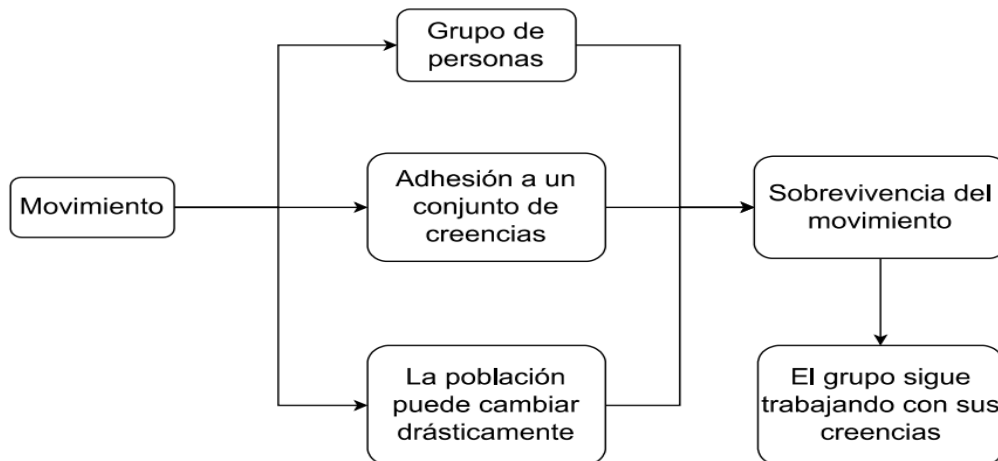 Movimiento
Grupo de
personas
Adhesión a un
conjunto de
creencias
La población
puede cambiar
drásticamente
Sobrevivencia del
movimiento
El grupo sigue
trabajando con sus
creencias